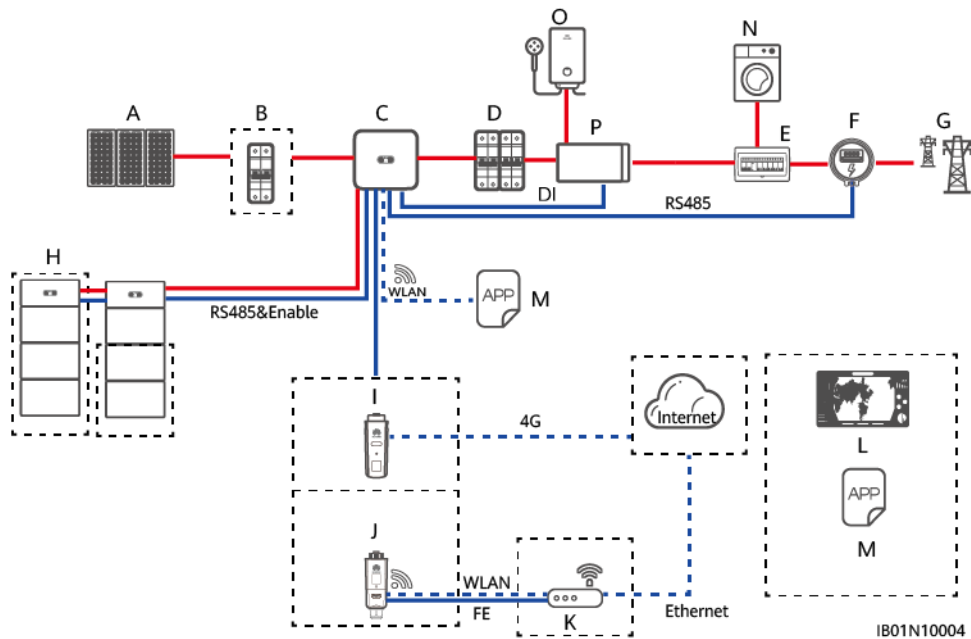 O
N
A
B
C
D
P
E
F
G
DI
RS485
H
WLAN
APP
M
RS485&Enable
I
4G
Internet
L
J
APP
M
WLAN
FE
K
Ethernet
IB01N10004